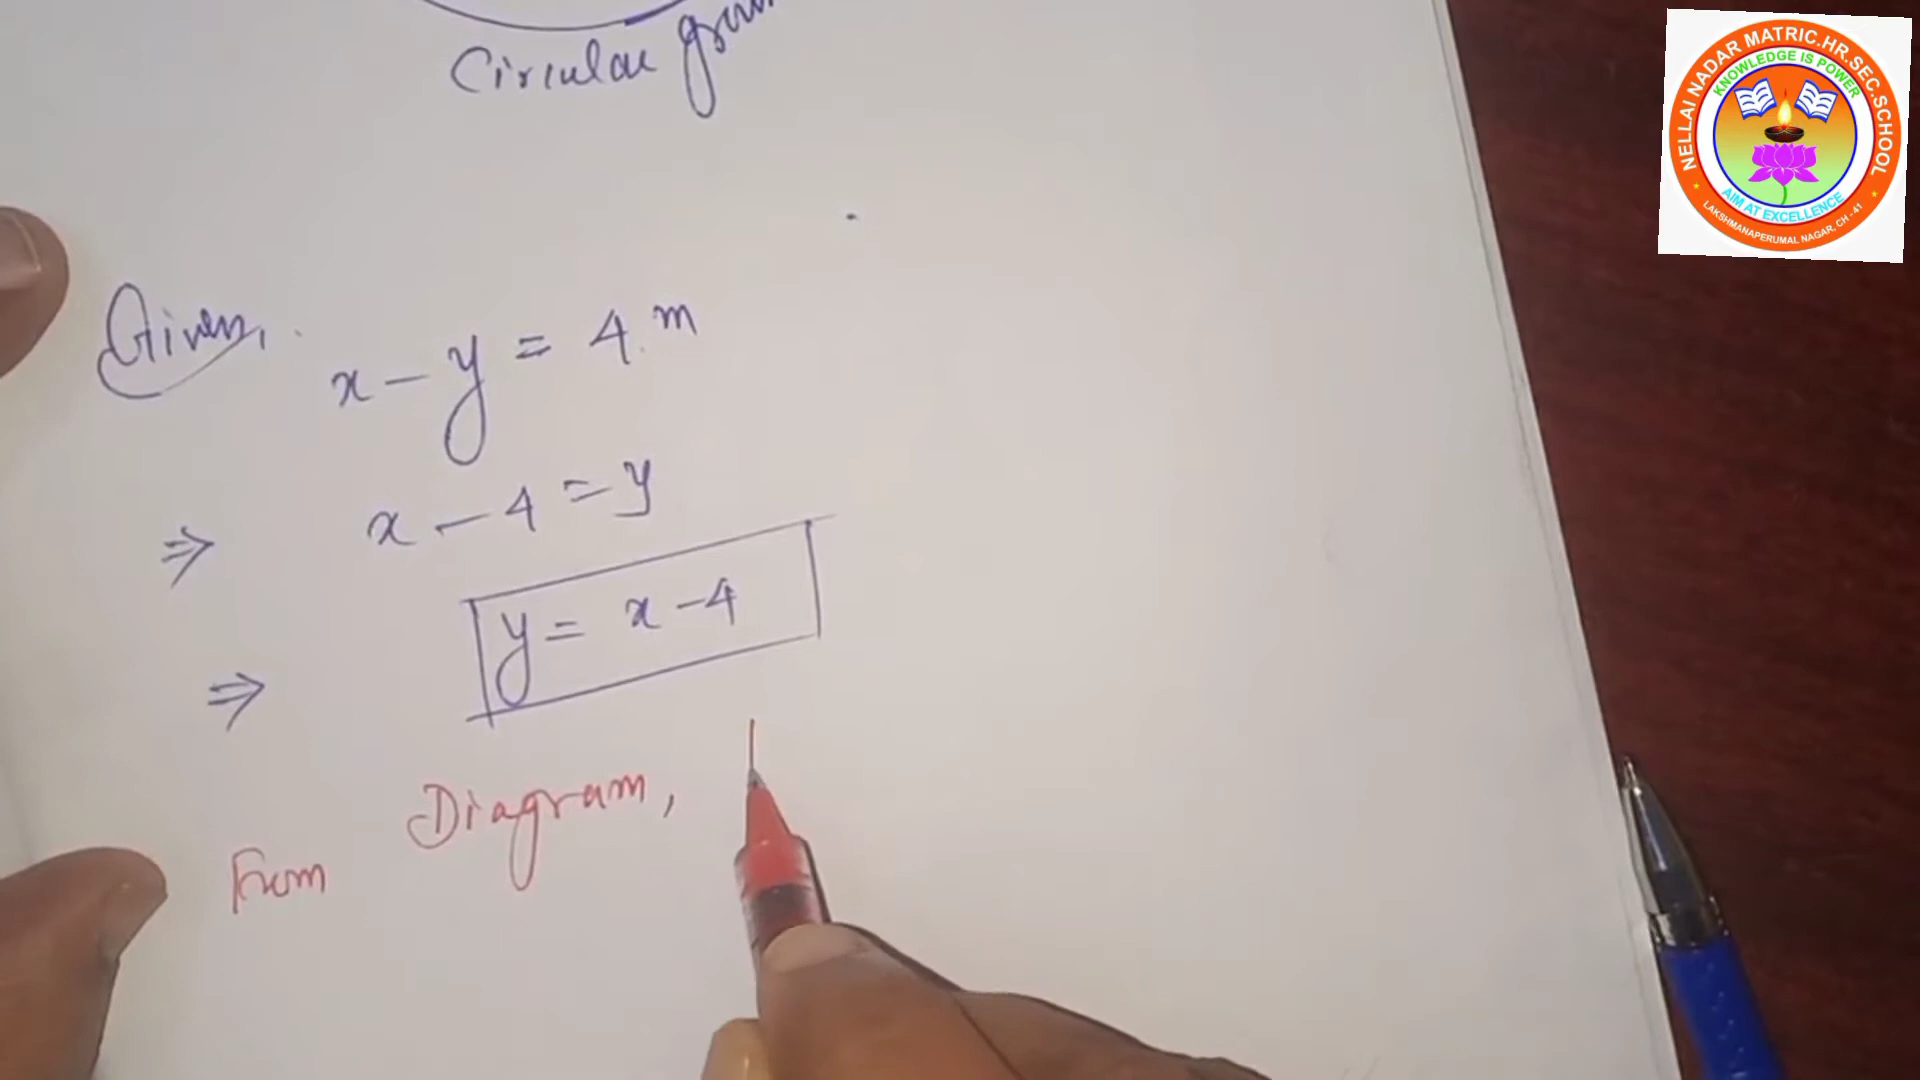 Circular
Given,
x - y = 4 m
⇒ x - 4 = y
⇒ y = x - 4
From Diagram,
NELLAI NADAR MATRIC.HR.SEC.SCHOOL
KNOWLEDGE IS POWER
AIM AT EXCELLENCE
LAKSHMANAPERUMAL NAGAR, CH - 41